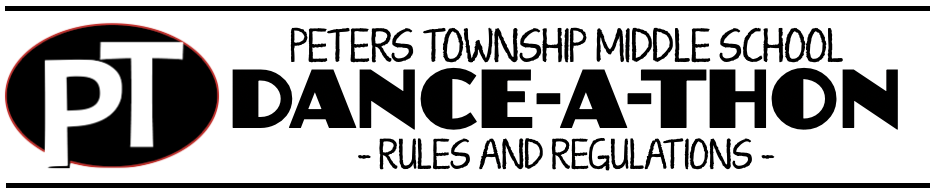 PT
PETERS TOWNSHIP MIDDLE SCHOOL
DANCE-A-THON
- RULES AND REGULATIONS -